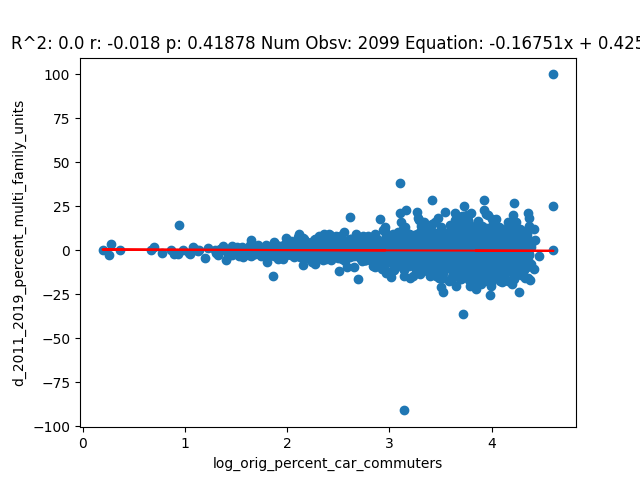 R^2: 0.0 r: -0.018 p: 0.41878 Num Obsv: 2099 Equation: -0.16751x + 0.425
d_2011_2019_percent_multi_family_units
100
75
50
25
0
−25
−50
−75
−100
0 1 2 3 4
log_orig_percent_car_commuters